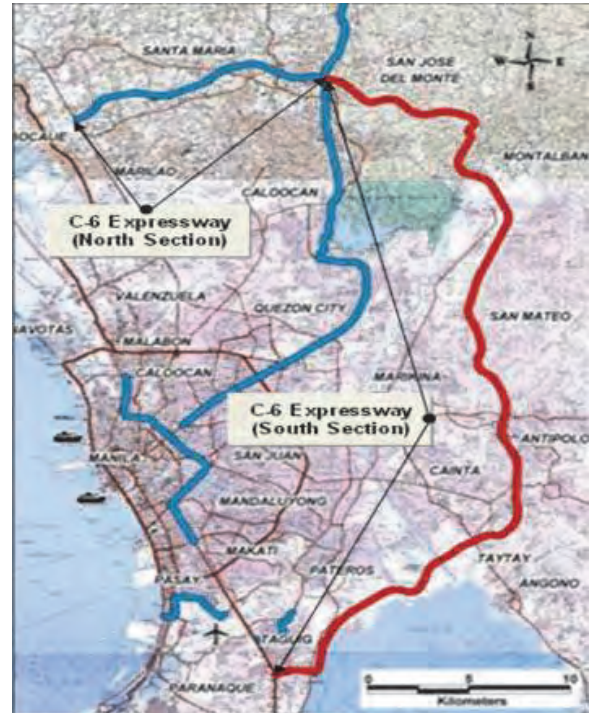 SANTA MARIA
N
SAN JOSE
DEL MONTE
W
E
S
BOCAUE
MARILAO
MONTALBAN
CALOOCAN
C-6 Expressway
(North Section)
VALENZUELA
QUEZON CITY
NAVOTAS
SAN MATEO
MALABON
CALOOCAN
MARIKINA
C-6 Expressway
(South Section)
ANTIPOLO
MANILA
SAN JUAN
CAINTA
MANDALUYONG
MAKATI
TAYTAY
PATEROS
PASAY
ANGONO
TAGUIG
PARANAQUE
0 5 10
Kilometers